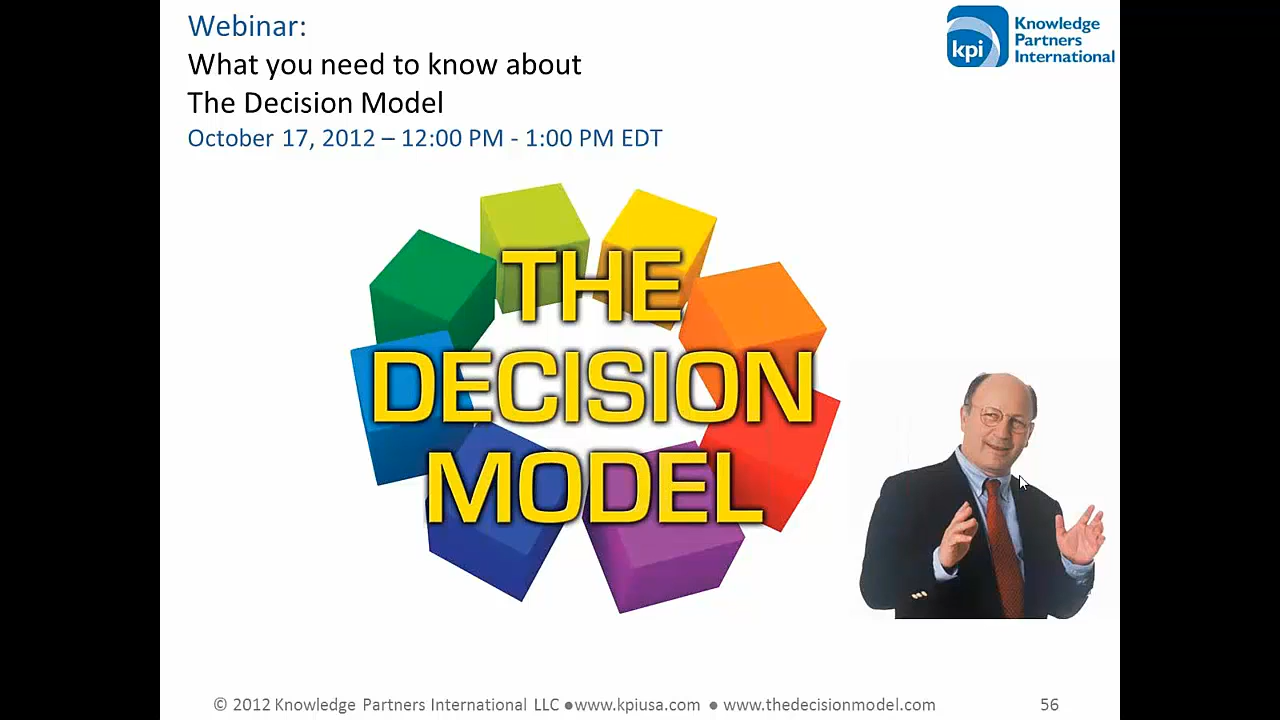 Webinar:
What you need to know about
The Decision Model
October 17, 2012 – 12:00 PM - 1:00 PM EDT
kpi
Knowledge
Partners
International
THE
DECISION
MODEL
© 2012 Knowledge Partners International LLC ●www.kpiusa.com ● www.thedecisionmodel.com
56